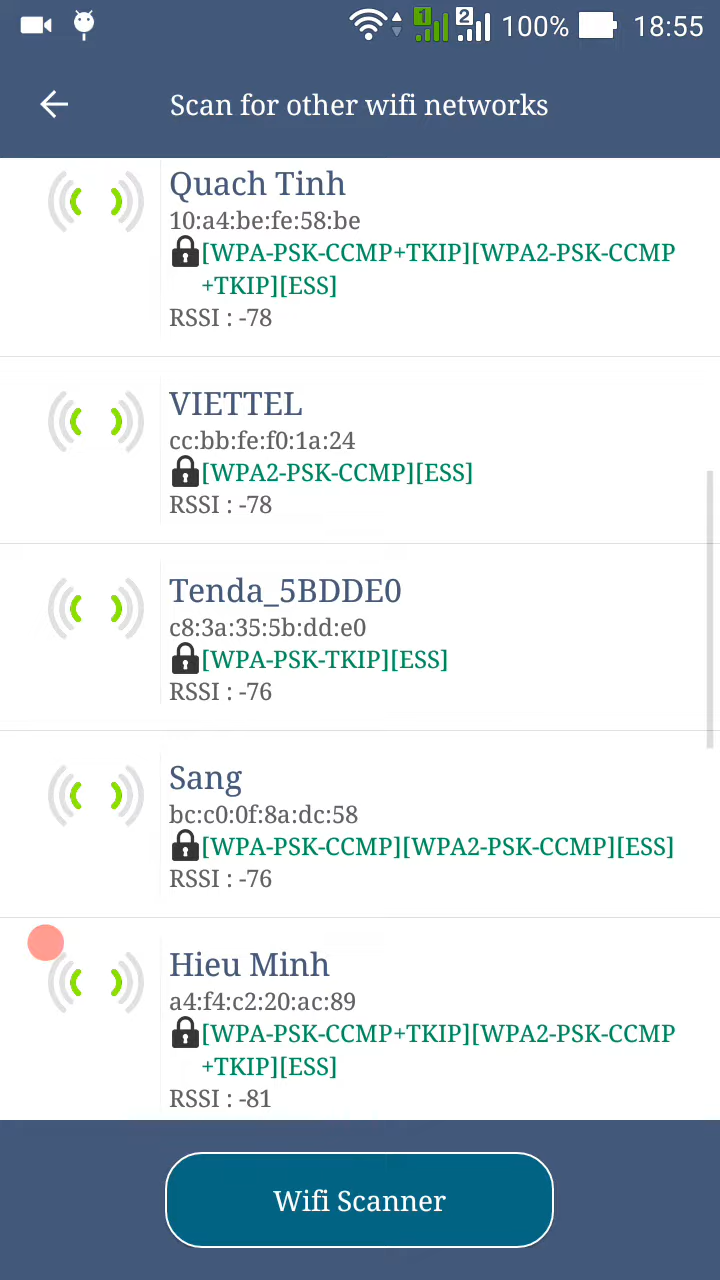 1 2 100% 18:55
Scan for other wifi networks
Quach Tinh
10:a4:be:fe:58:be
[WPA-PSK-CCMP+TKIP][WPA2-PSK-CCMP
+TKIP][ESS]
RSSI : -78
VIETTEL
cc:bb:fe:f0:1a:24
[WPA2-PSK-CCMP][ESS]
RSSI : -78
Tenda_5BDDE0
c8:3a:35:5b:dd:e0
[WPA-PSK-TKIP][ESS]
RSSI : -76
Sang
bc:c0:0f:8a:dc:58
[WPA-PSK-CCMP][WPA2-PSK-CCMP][ESS]
RSSI : -76
Hieu Minh
a4:f4:c2:20:ac:89
[WPA-PSK-CCMP+TKIP][WPA2-PSK-CCMP
+TKIP][ESS]
RSSI : -81
Wifi Scanner